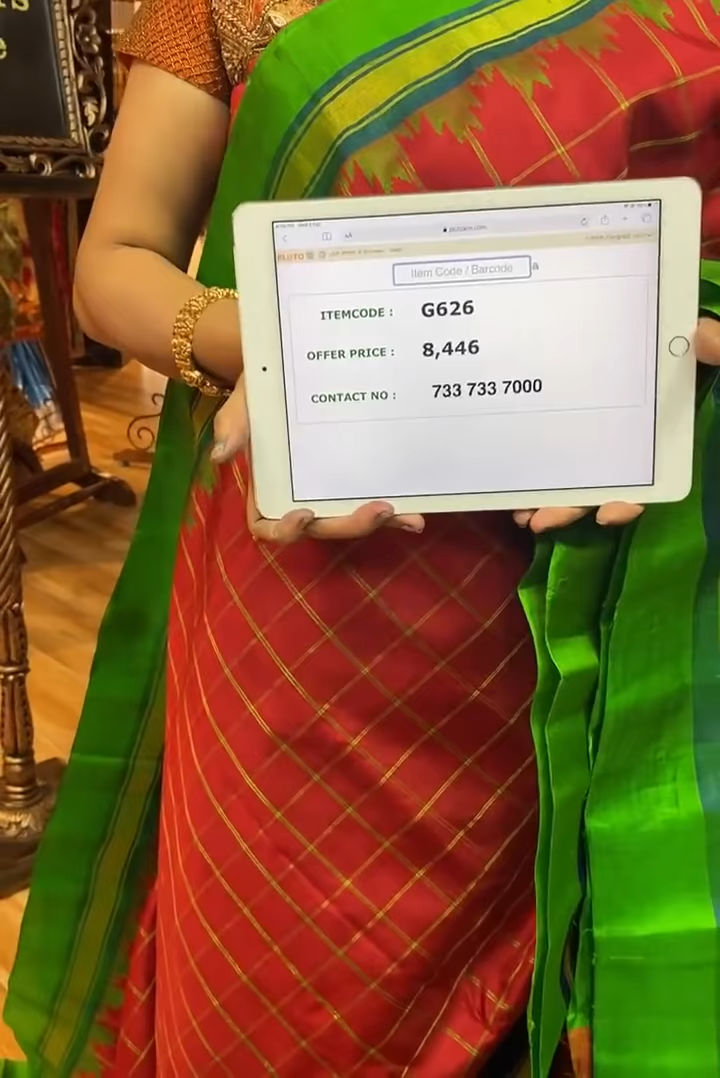 Item Code / Barcode
ITEMCODE : G626
OFFER PRICE : 8,446
CONTACT NO : 733 733 7000